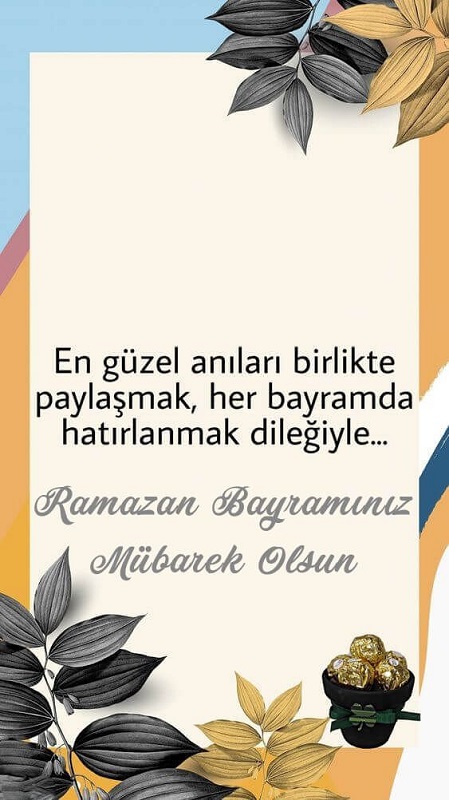 En güzel anıları birlikte
paylaşmak, her bayramda
hatırlanmak dileğiyle...
Ramazan Bayramınız
Mübarek Olsun